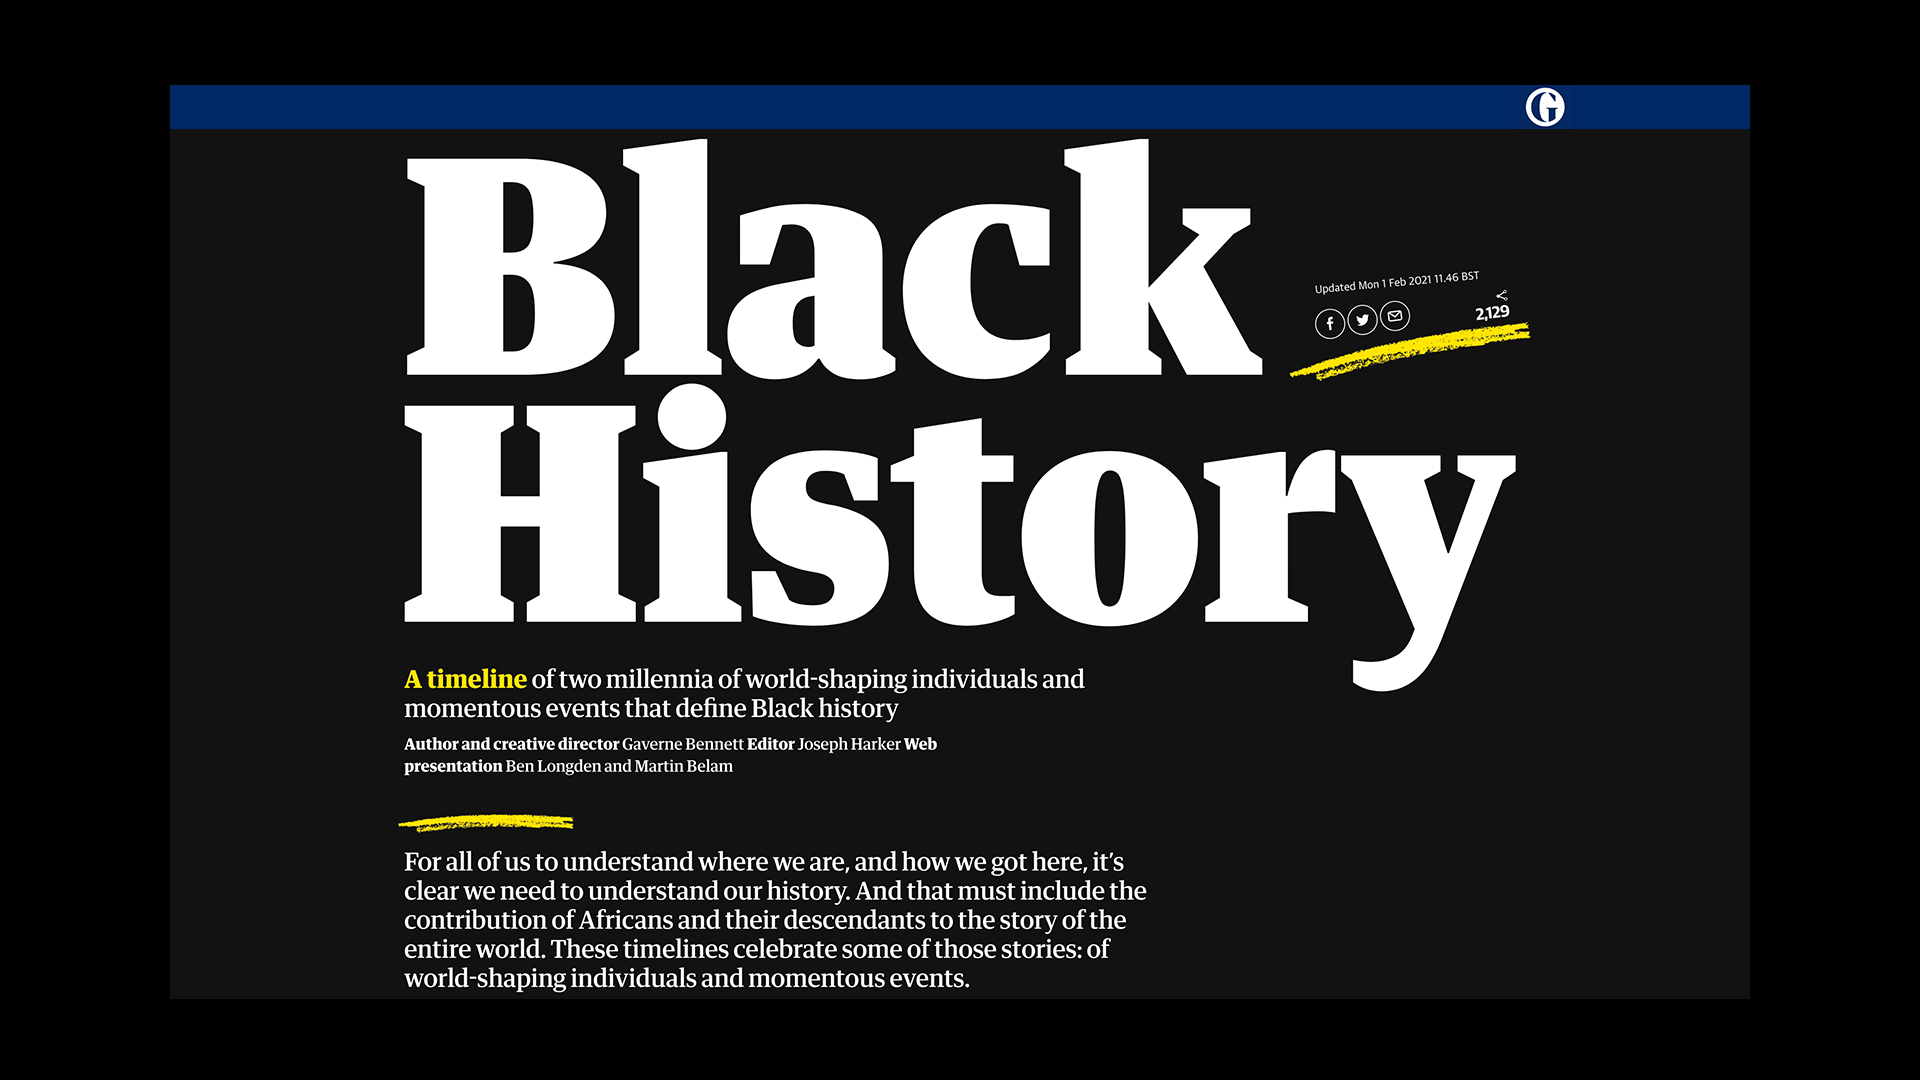 G
Black
Updated Mon 1 Feb 2021 11.46 BST
2,129
History
A timeline of two millennia of world-shaping individuals and
momentous events that define Black history
Author and creative director Gaverne Bennett Editor Joseph Harker Web
presentation Ben Longden and Martin Belam
For all of us to understand where we are, and how we got here, it’s
clear we need to understand our history. And that must include the
contribution of Africans and their descendants to the story of the
entire world. These timelines celebrate some of those stories: of
world-shaping individuals and momentous events.